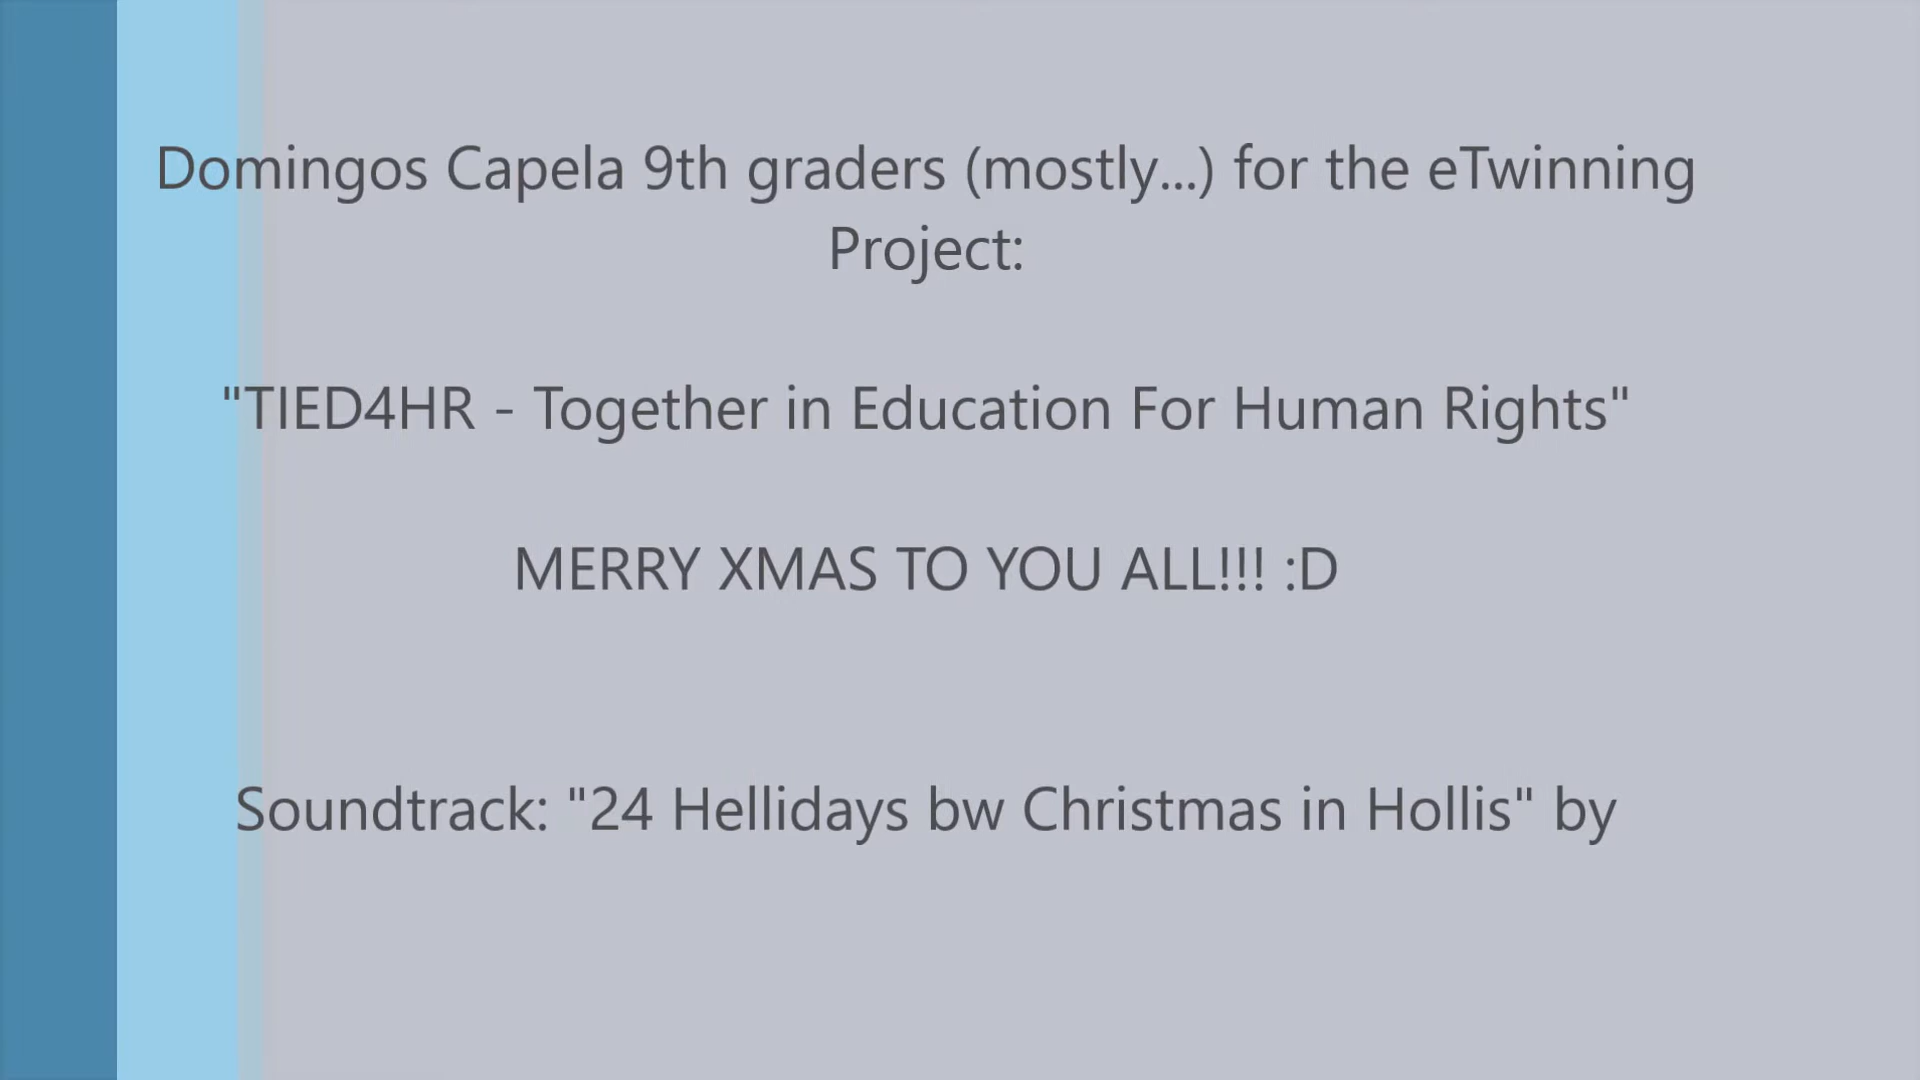 Domingos Capela 9th graders (mostly...) for the eTwinning
Project:
"TIED4HR - Together in Education For Human Rights"
MERRY XMAS TO YOU ALL!!! :D
Soundtrack: "24 Hellidays bw Christmas in Hollis" by